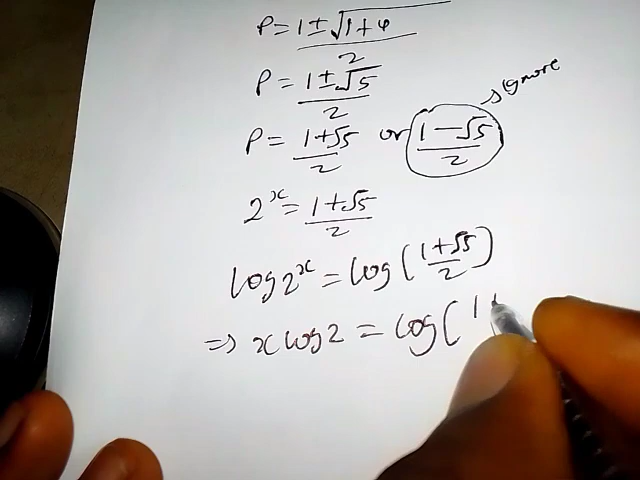 P = 1±√1+4 / 2
P = 1±√5 / 2
ignore
P = 1+√5 / 2 or 1-√5 / 2
2^x = 1+√5 / 2
log 2^x = log (1+√5 / 2)
⇒ x log 2 = log ( 1+